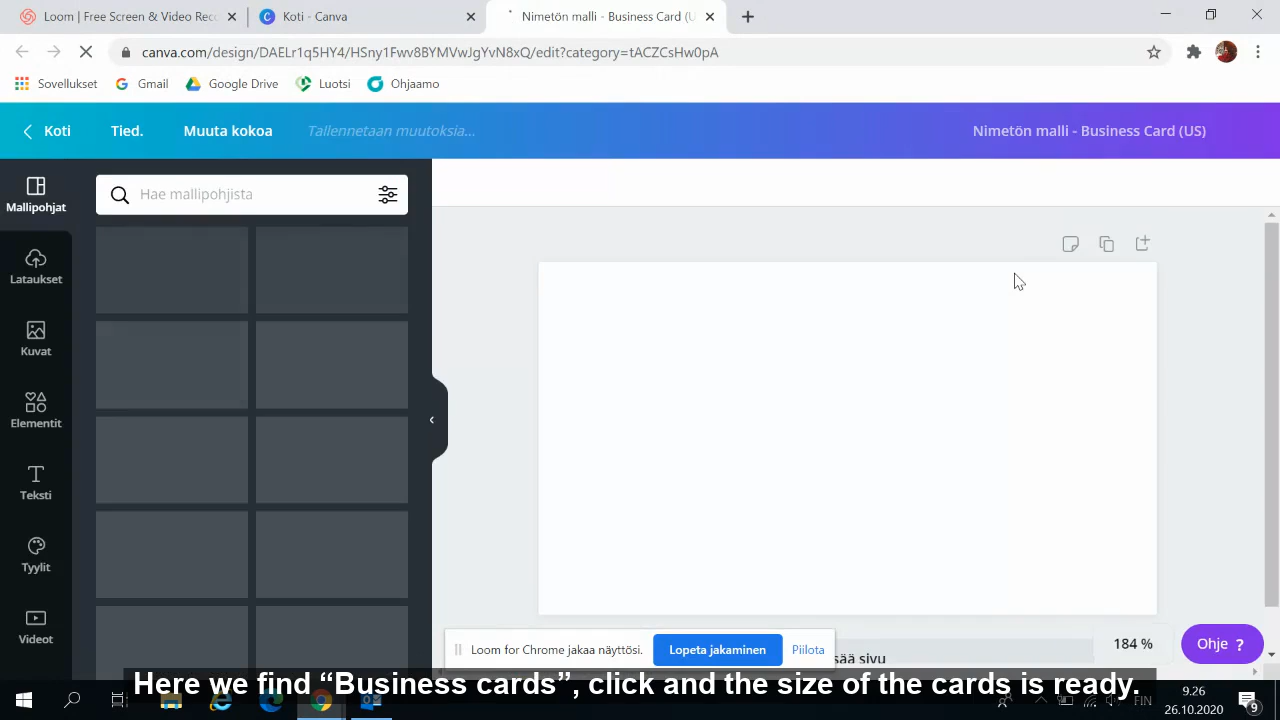 Loom | Free Screen & Video Reco
Koti - Canva
Nimetön malli - Business Card (U
canva.com/design/DAELr1q5HY4/HSny1Fwv8BYMVwJgYvN8xQ/edit?category=tACZCsHw0pA
Sovellukset
Gmail
Google Drive
Luotsi
Ohjaamo
Koti
Tied.
Muuta kokoa
Tallennetaan muutoksia...
Nimetön malli - Business Card (US)
Mallipohjat
Hae mallipohjista
Lataukset
Kuvat
Elementit
Teksti
Tyylit
Videot
Loom for Chrome jakaa näyttösi.
Lopeta jakaminen
Piilota
sää sivu
184 %
Ohje ?
Here we find “Business cards”, click and the size of the cards is ready.
FIN
9.26
26.10.2020
9